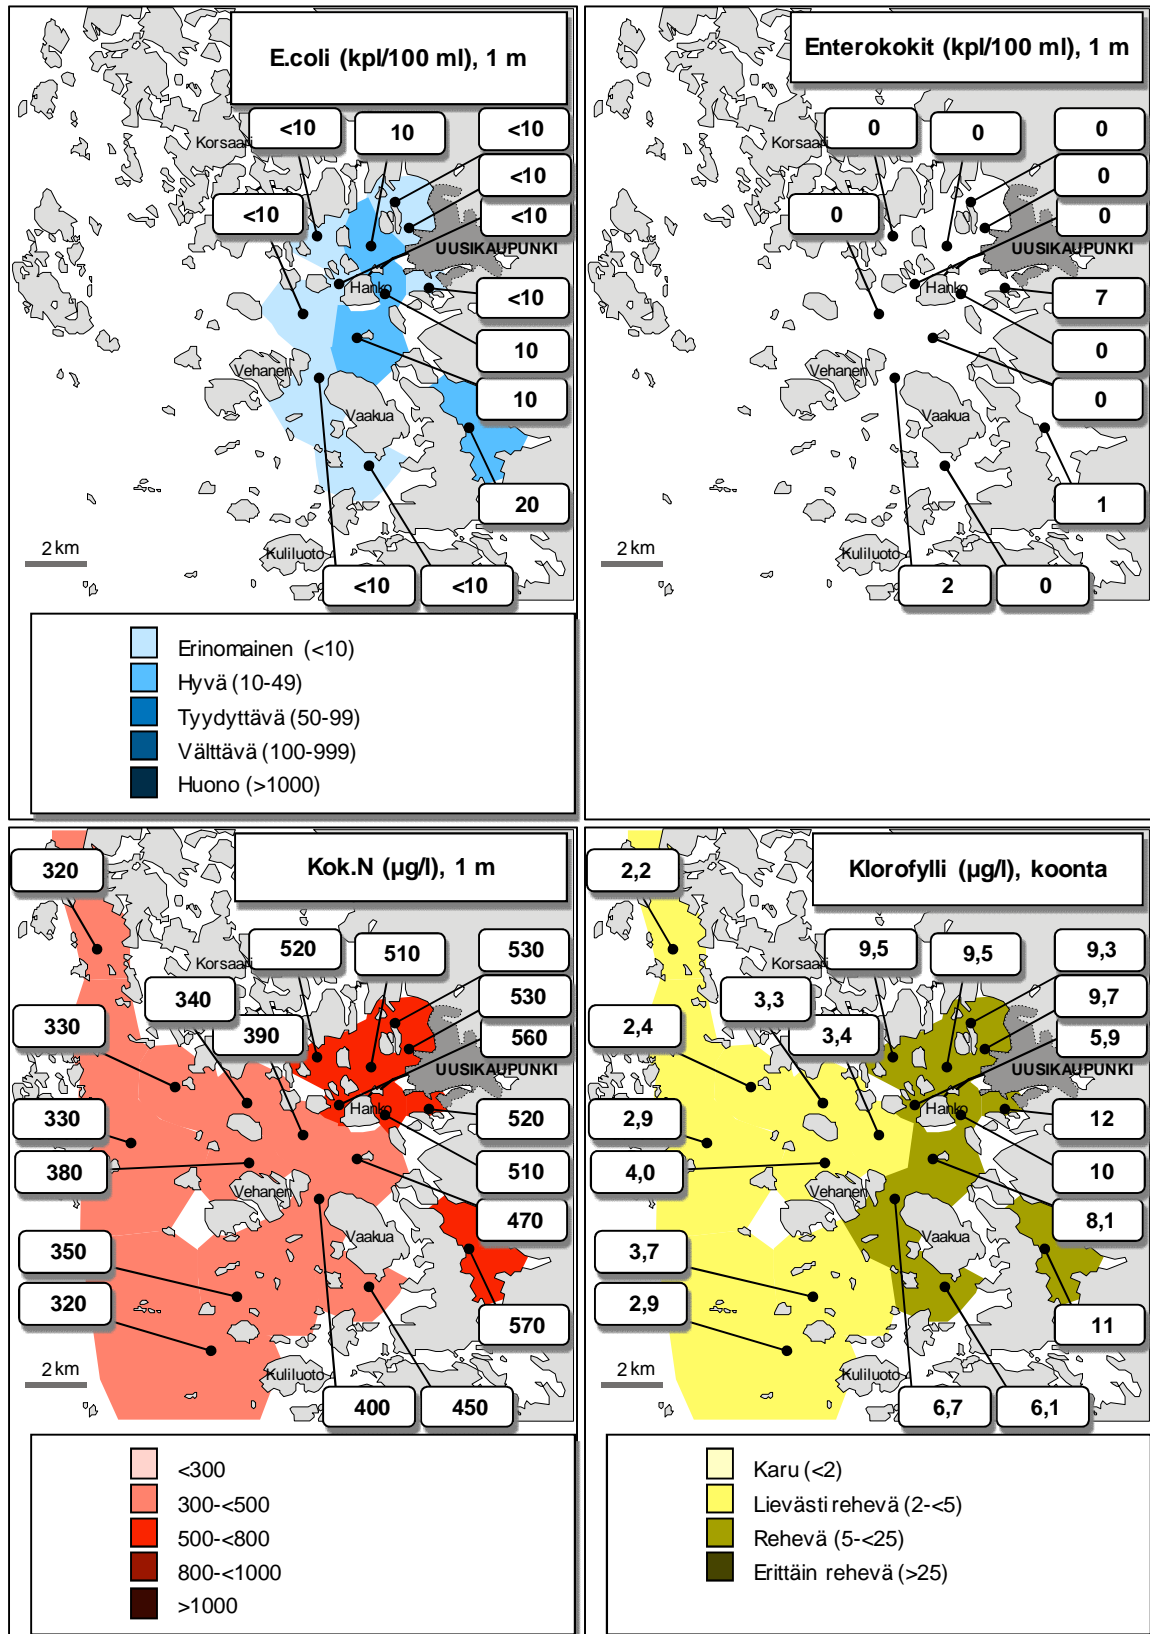 E.coli (kpl/100 ml), 1 m
<10
10
<10
Korsaari
<10
<10
<10
UUSIKAUPUNKI
Hanko
<10
10
Vehanen
10
Vaakua
20
2 km
Kuliluoto
<10
<10
Erinomainen (<10)
Hyvä (10-49)
Tyydyttävä (50-99)
Välttävä (100-999)
Huono (>1000)
Enterokokit (kpl/100 ml), 1 m
0
0
0
Korsaari
0
0
0
UUSIKAUPUNKI
Hanko
7
0
Vehanen
0
Vaakua
1
2 km
Kuliluoto
2
0
Kok.N (µg/l), 1 m
320
520
510
530
Korsaari
340
530
330
390
560
UUSIKAUPUNKI
Hanko
330
520
380
510
Vehanen
470
Vaakua
350
320
570
2 km
Kuliluoto
400
450
<300
300-<500
500-<800
800-<1000
>1000
Klorofylli (µg/l), koonta
2,2
9,5
9,5
9,3
Korsaari
3,3
9,7
2,4
3,4
5,9
UUSIKAUPUNKI
Hanko
2,9
12
4,0
10
Vehanen
8,1
Vaakua
3,7
2,9
11
2 km
Kuliluoto
6,7
6,1
Karu (<2)
Lievästi rehevä (2-<5)
Rehevä (5-<25)
Erittäin rehevä (>25)